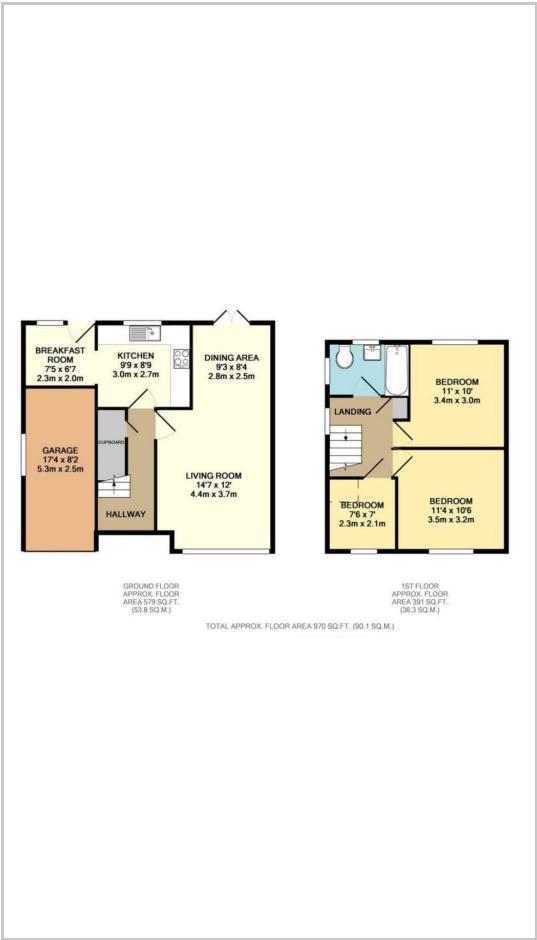 BREAKFAST
ROOM
7'5 x 6'7
2.3m x 2.0m
KITCHEN
9'9 x 8'9
3.0m x 2.7m
DINING AREA
9'3 x 8'4
2.8m x 2.5m
GARAGE
17'4 x 8'2
5.3m x 2.5m
CUPBOARD
LIVING ROOM
14'7 x 12'
4.4m x 3.7m
HALLWAY
BEDROOM
11' x 10'
3.4m x 3.0m
LANDING
BEDROOM
7'6 x 7'
2.3m x 2.1m
BEDROOM
11'4 x 10'6
3.5m x 3.2m
GROUND FLOOR
APPROX. FLOOR
AREA 579 SQ.FT.
(53.8 SQ.M.)
1ST FLOOR
APPROX. FLOOR
AREA 391 SQ.FT.
(36.3 SQ.M.)
TOTAL APPROX. FLOOR AREA 970 SQ.FT. (90.1 SQ.M.)